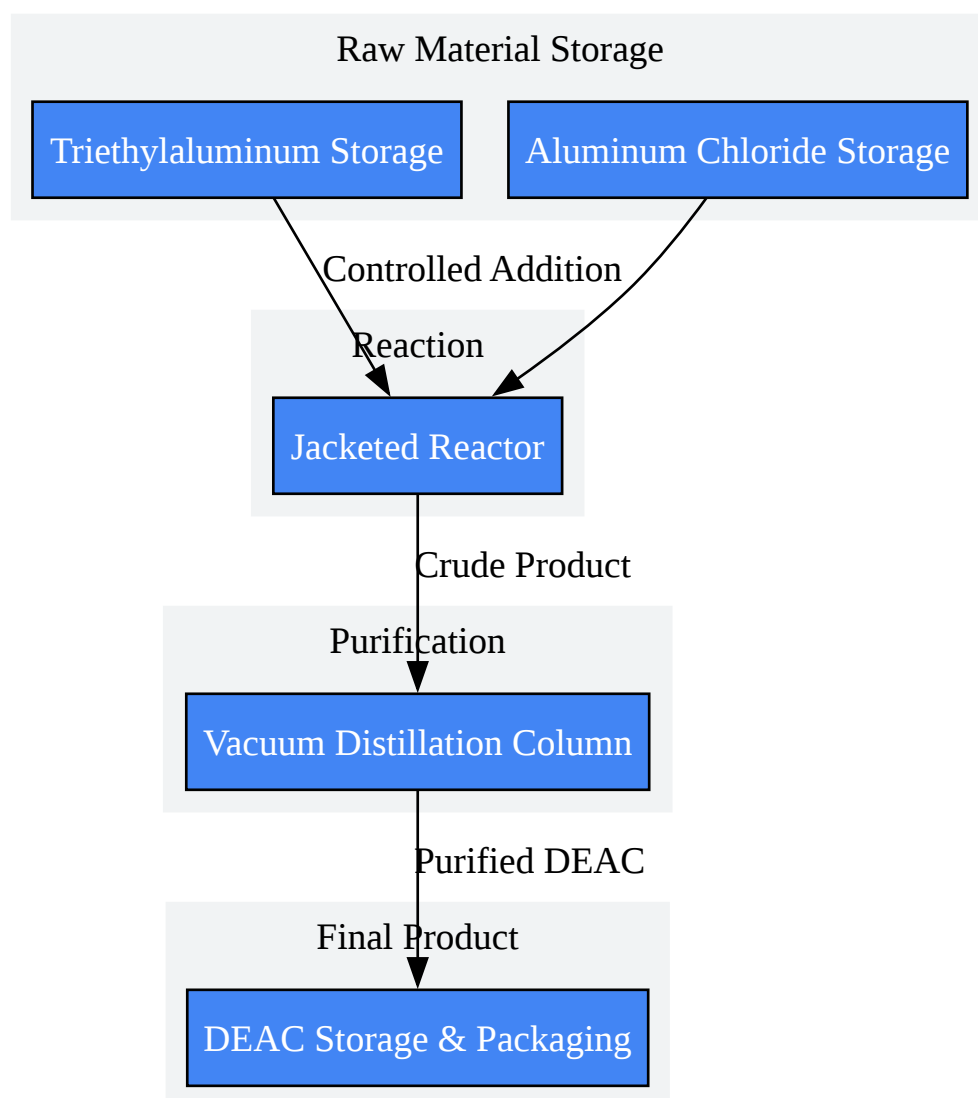 Raw Material Storage
Triethylaluminum Storage
Aluminum Chloride Storage
Controlled Addition
Reaction
Jacketed Reactor
Crude Product
Purification
Vacuum Distillation Column
Purified DEAC
Final Product
DEAC Storage & Packaging